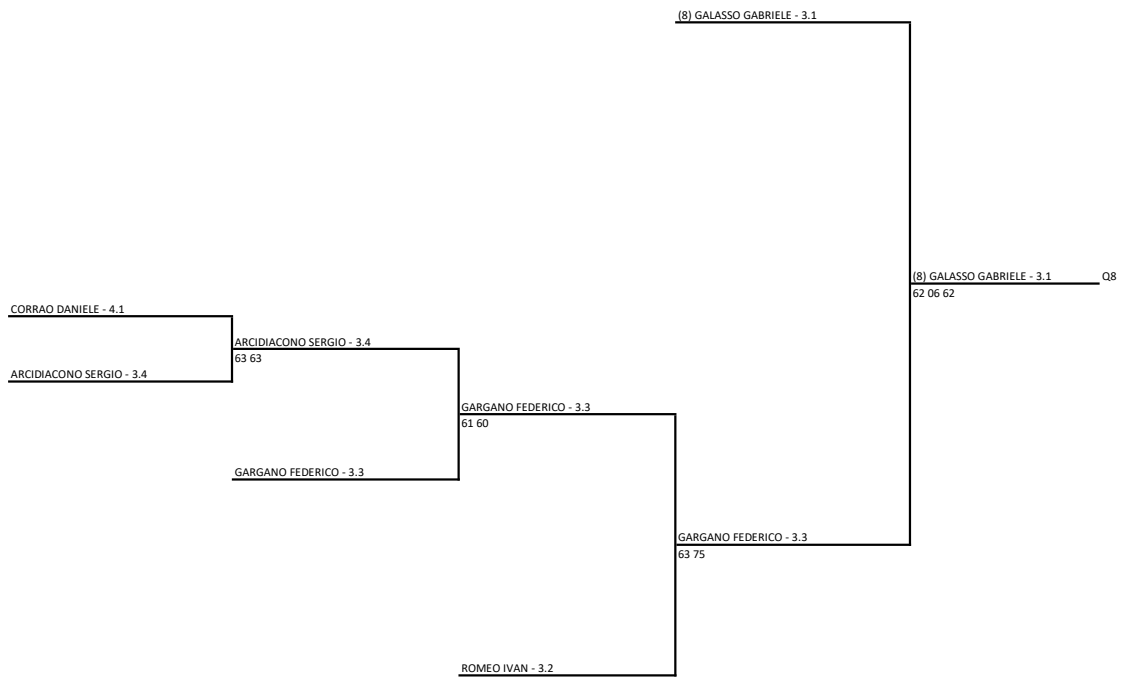 (8) GALASSO GABRIELE - 3.1
(8) GALASSO GABRIELE - 3.1 Q8
62 06 62
CORRAO DANIELE - 4.1
ARCIDIACONO SERGIO - 3.4
63 63
ARCIDIACONO SERGIO - 3.4
GARGANO FEDERICO - 3.3
61 60
GARGANO FEDERICO - 3.3
GARGANO FEDERICO - 3.3
63 75
ROMEO IVAN - 3.2